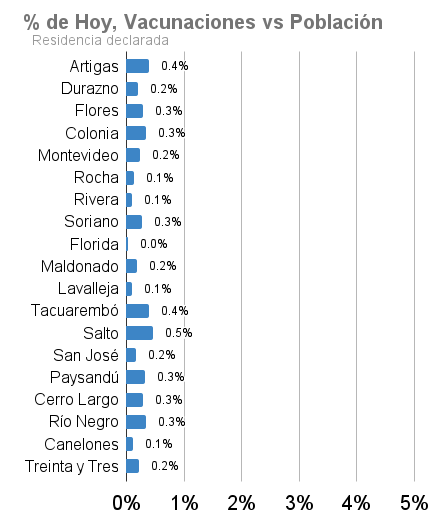 % de Hoy, Vacunaciones vs Población
Residencia declarada
Artigas 0.4%
Durazno 0.2%
Flores 0.3%
Colonia 0.3%
Montevideo 0.2%
Rocha 0.1%
Rivera 0.1%
Soriano 0.3%
Florida 0.0%
Maldonado 0.2%
Lavalleja 0.1%
Tacuarembó 0.4%
Salto 0.5%
San José 0.2%
Paysandú 0.3%
Cerro Largo 0.3%
Río Negro 0.3%
Canelones 0.1%
Treinta y Tres 0.2%
0% 1% 2% 3% 4% 5%